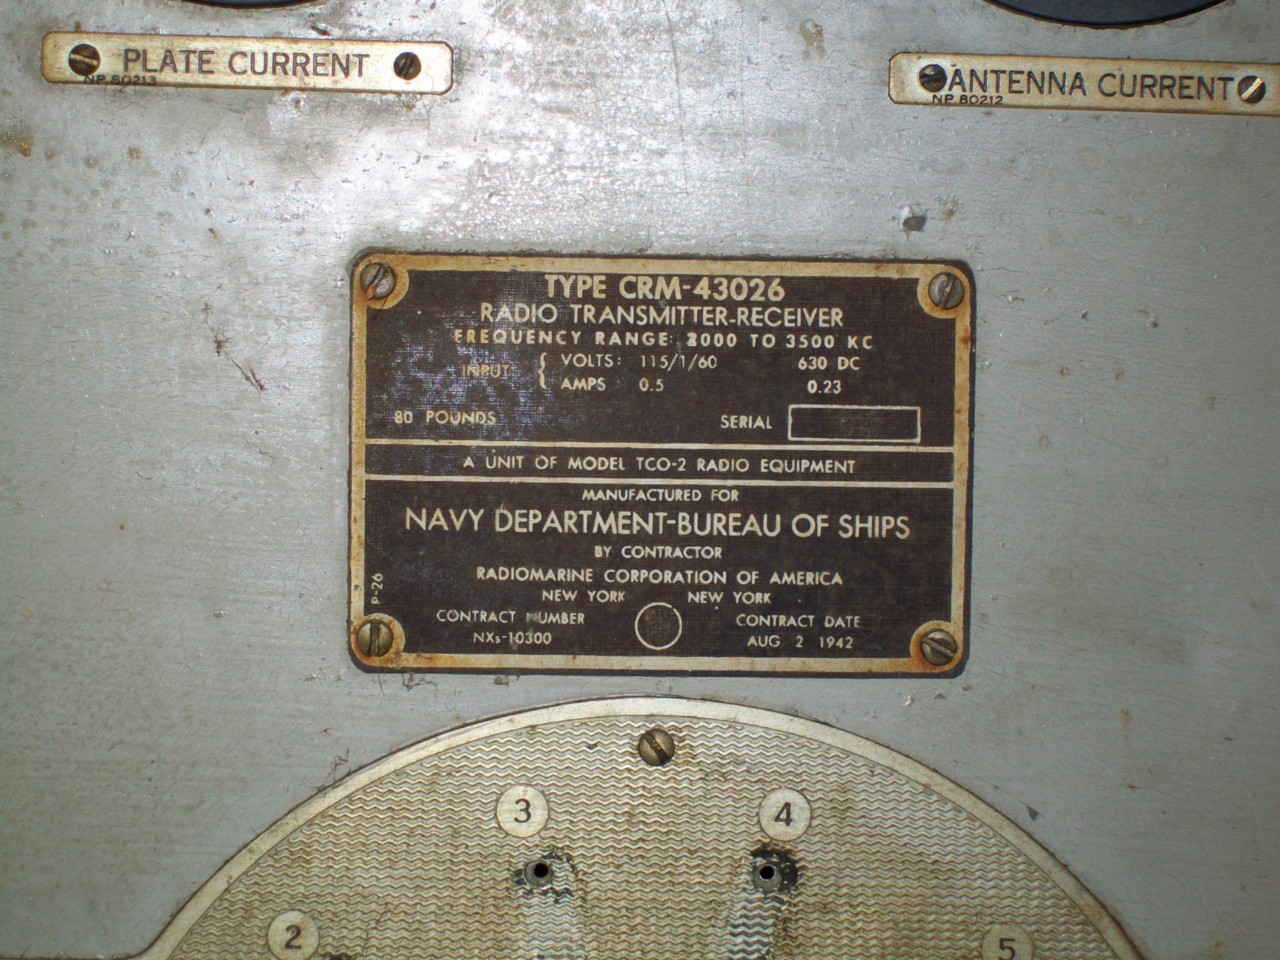 PLATE CURRENT
NP 80213
ANTENNA CURRENT
NP 80212
TYPE CRM-43026
RADIO TRANSMITTER-RECEIVER
FREQUENCY RANGE: 2000 TO 3500 KC
INPUT { VOLTS: 115/1/60 630 DC
AMPS 0.5 0.23
80 POUNDS SERIAL
A UNIT OF MODEL TCO-2 RADIO EQUIPMENT
MANUFACTURED FOR
NAVY DEPARTMENT-BUREAU OF SHIPS
BY CONTRACTOR
RADIOMARINE CORPORATION OF AMERICA
NEW YORK NEW YORK
P-26
CONTRACT NUMBER CONTRACT DATE
NXs-10300 AUG 2 1942
3 4
2 5